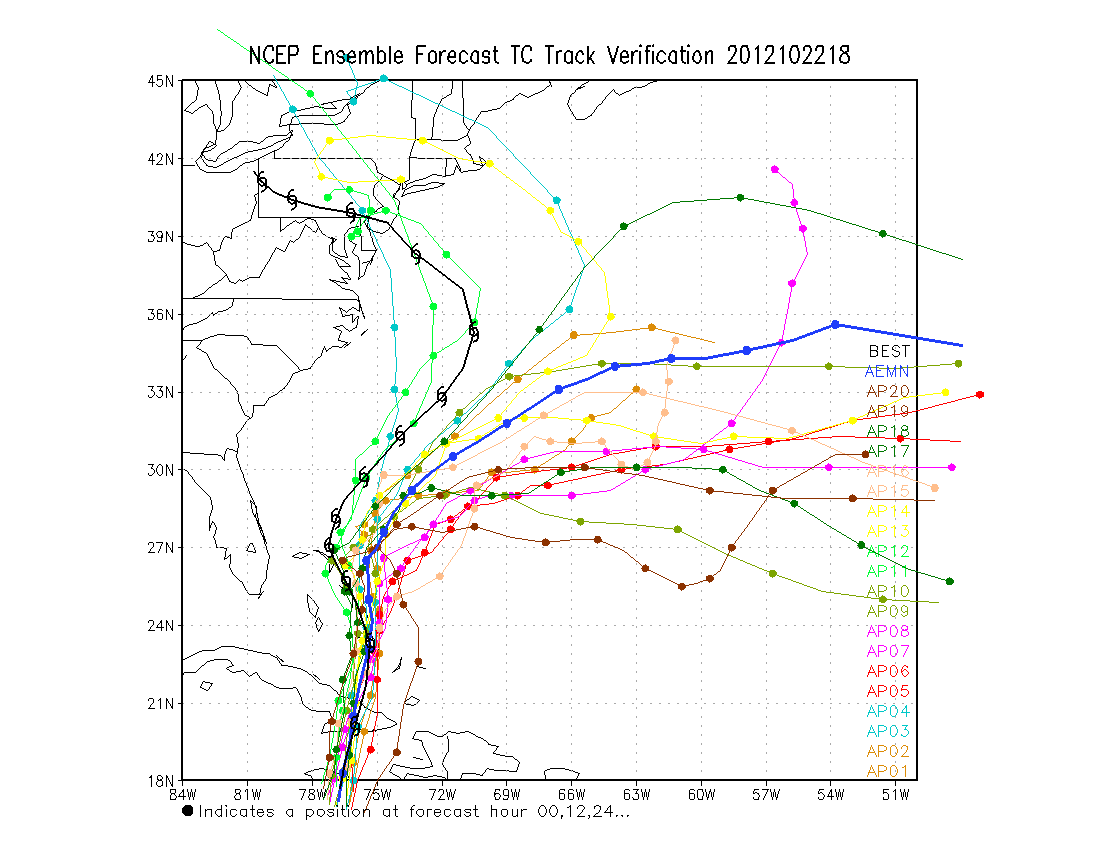 NCEP Ensemble Forecast TC Track Verification 2012102218
45N
42N
39N
36N
33N
30N
27N
24N
21N
18N
BEST
AEMN
AP20
AP19
AP18
AP17
AP16
AP15
AP14
AP13
AP12
AP11
AP10
AP09
AP08
AP07
AP06
AP05
AP04
AP03
AP02
AP01
84W 81W 78W 75W 72W 69W 66W 63W 60W 57W 54W 51W
Indicates a position at forecast hour 00,12,24...